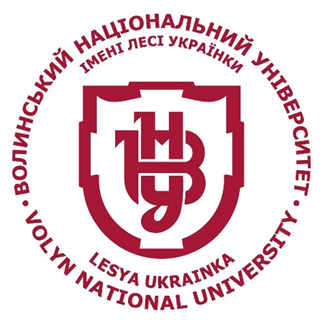 ВОЛИНСЬКИЙ НАЦІОНАЛЬНИЙ УНІВЕРСИТЕТ
ІМЕНІ ЛЕСІ УКРАЇНКИ
ВНУ
LESYA UKRAINKA
VOLYN NATIONAL UNIVERSITY